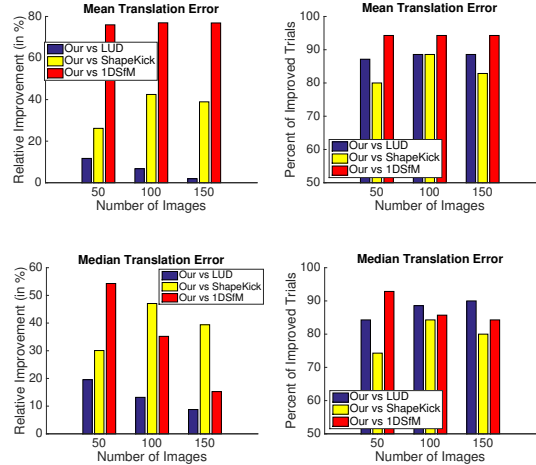 Mean Translation Error
Relative Improvement (in %)
80
60
40
20
0
Our vs LUD
Our vs ShapeKick
Our vs 1DSfM
50 100 150
Number of Images
Mean Translation Error
Percent of Improved Trials
100
90
80
70
60
50
Our vs LUD
Our vs ShapeKick
Our vs 1DSfM
50 100 150
Number of Images
Median Translation Error
Relative Improvement (in %)
60
50
40
30
20
10
0
Our vs LUD
Our vs ShapeKick
Our vs 1DSfM
50 100 150
Number of Images
Median Translation Error
Percent of Improved Trials
100
90
80
70
60
50
Our vs LUD
Our vs ShapeKick
Our vs 1DSfM
50 100 150
Number of Images